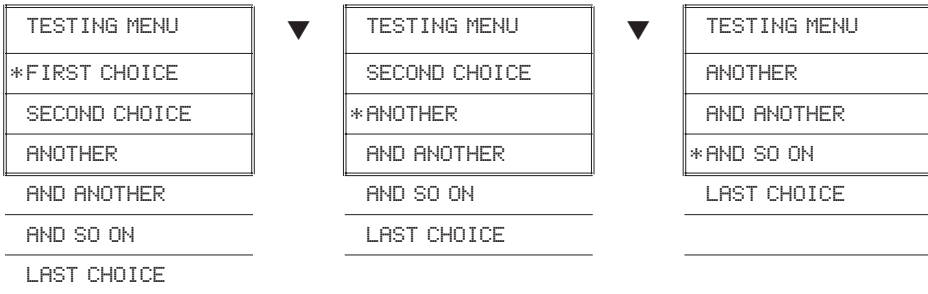 TESTING MENU
*FIRST CHOICE
SECOND CHOICE
ANOTHER
AND ANOTHER
AND SO ON
LAST CHOICE
▼
TESTING MENU
SECOND CHOICE
*ANOTHER
AND ANOTHER
AND SO ON
LAST CHOICE
▼
TESTING MENU
ANOTHER
AND ANOTHER
*AND SO ON
LAST CHOICE